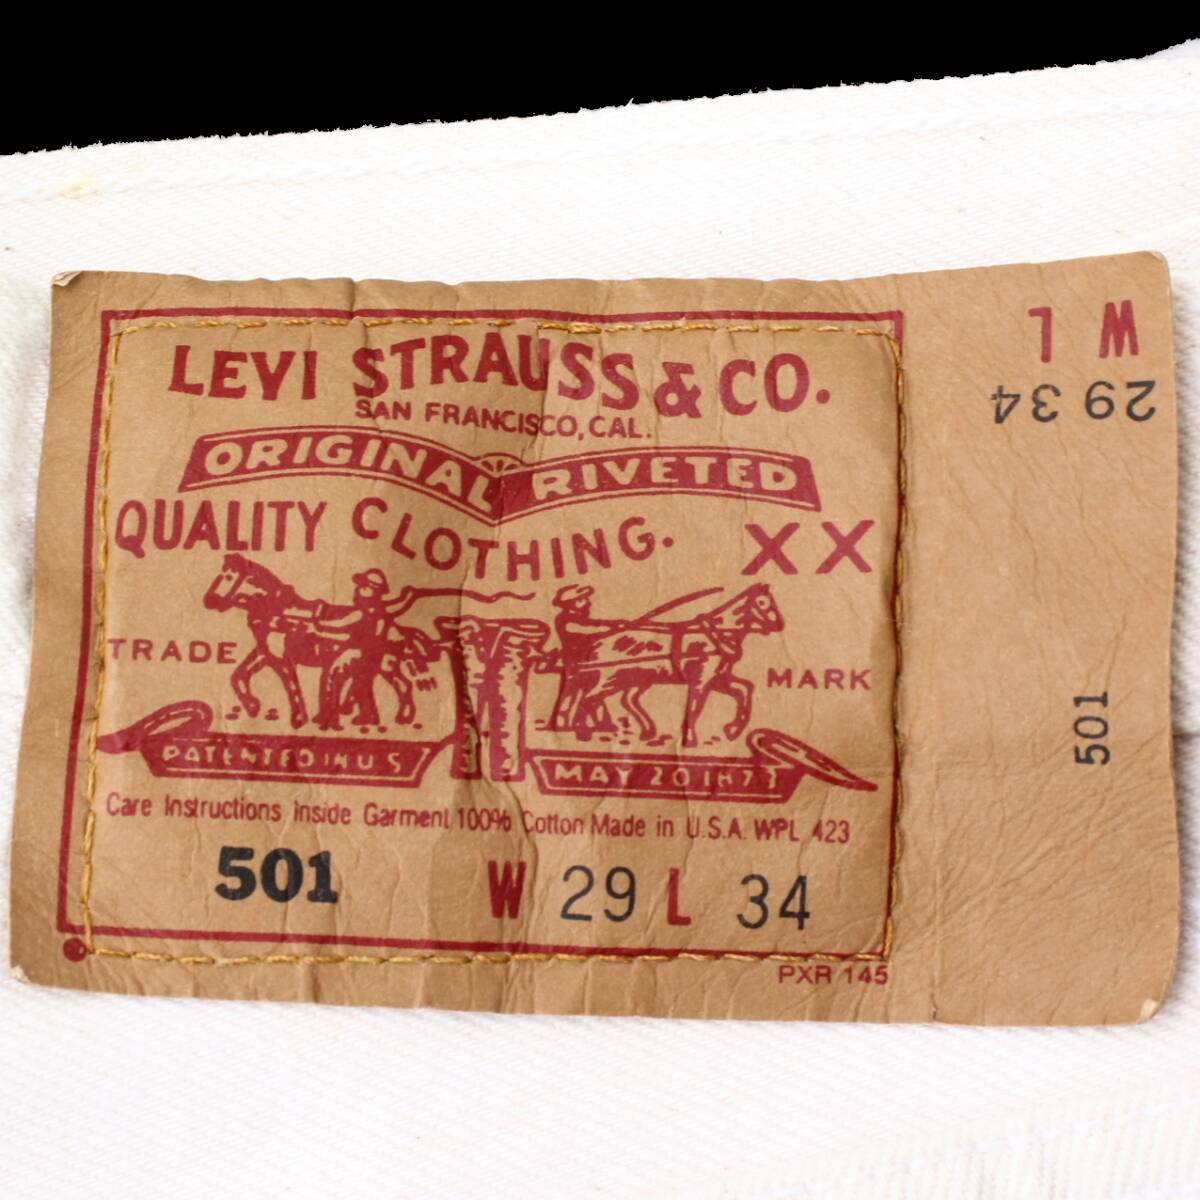 LEVI STRAUSS & CO.
SAN FRANCISCO, CAL.
ORIGINAL RIVETED
QUALITY CLOTHING. XX
TRADE MARK
PATENTED IN U S
MAY 20 1873
Care Instructions Inside Garment 100% Cotton Made in U.S.A. WPL 423
501 W 29 L 34
PXR 145
W L
29 34
501